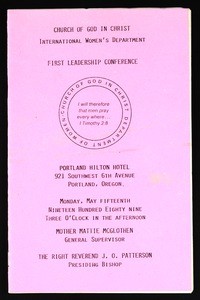 CHURCH OF GOD IN CHRIST
INTERNATIONAL WOMEN'S DEPARTMENT
FIRST LEADERSHIP CONFERENCE
CHURCH OF GOD IN CHRIST
DEPARTMENT OF WOMEN
I will therefore
that men pray
every where...
I Timothy 2:8
PORTLAND HILTON HOTEL
921 SOUTHWEST 6TH AVENUE
PORTLAND, OREGON.
MONDAY, MAY FIFTEENTH
NINETEEN HUNDRED EIGHTY NINE
THREE O'CLOCK IN THE AFTERNOON
MOTHER MATTIE MCGLOTHEN
GENERAL SUPERVISOR
THE RIGHT REVEREND J. O. PATTERSON
PRESIDING BISHOP